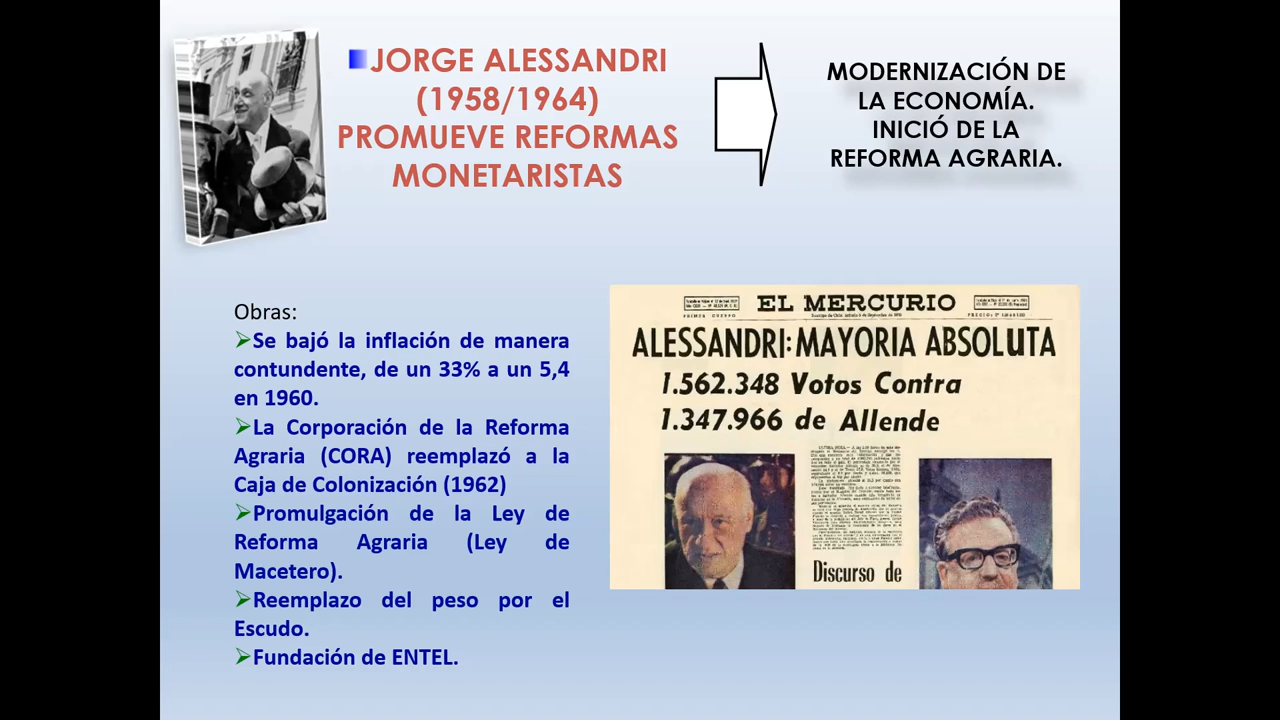 JORGE ALESSANDRI
(1958/1964)
PROMUEVE REFORMAS
MONETARISTAS
MODERNIZACIÓN DE
LA ECONOMÍA.
INICIÓ DE LA
REFORMA AGRARIA.
Obras:
Se bajó la inflación de manera
contundente, de un 33% a un 5,4
en 1960.
La Corporación de la Reforma
Agraria (CORA) reemplazó a la
Caja de Colonización (1962)
Promulgación de la Ley de
Reforma Agraria (Ley de
Macetero).
Reemplazo del peso por el
Escudo.
Fundación de ENTEL.
EL MERCURIO
PRIMER CUERPO
ALESSANDRI: MAYORIA ABSOLUTA
1.562.348 Votos Contra
1.347.966 de Allende
Discurso de